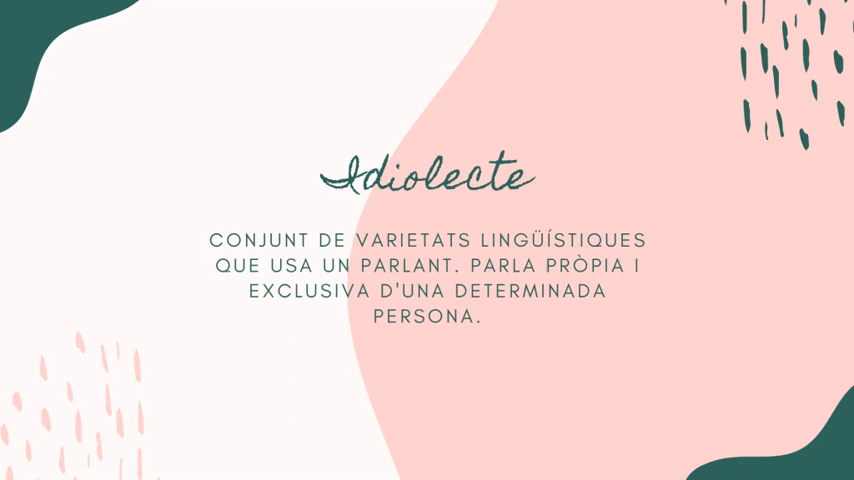 Idiolecte
CONJUNT DE VARIETATS LINGÜÍSTIQUES
QUE USA UN PARLANT. PARLA PRÒPIA I
EXCLUSIVA D'UNA DETERMINADA
PERSONA.